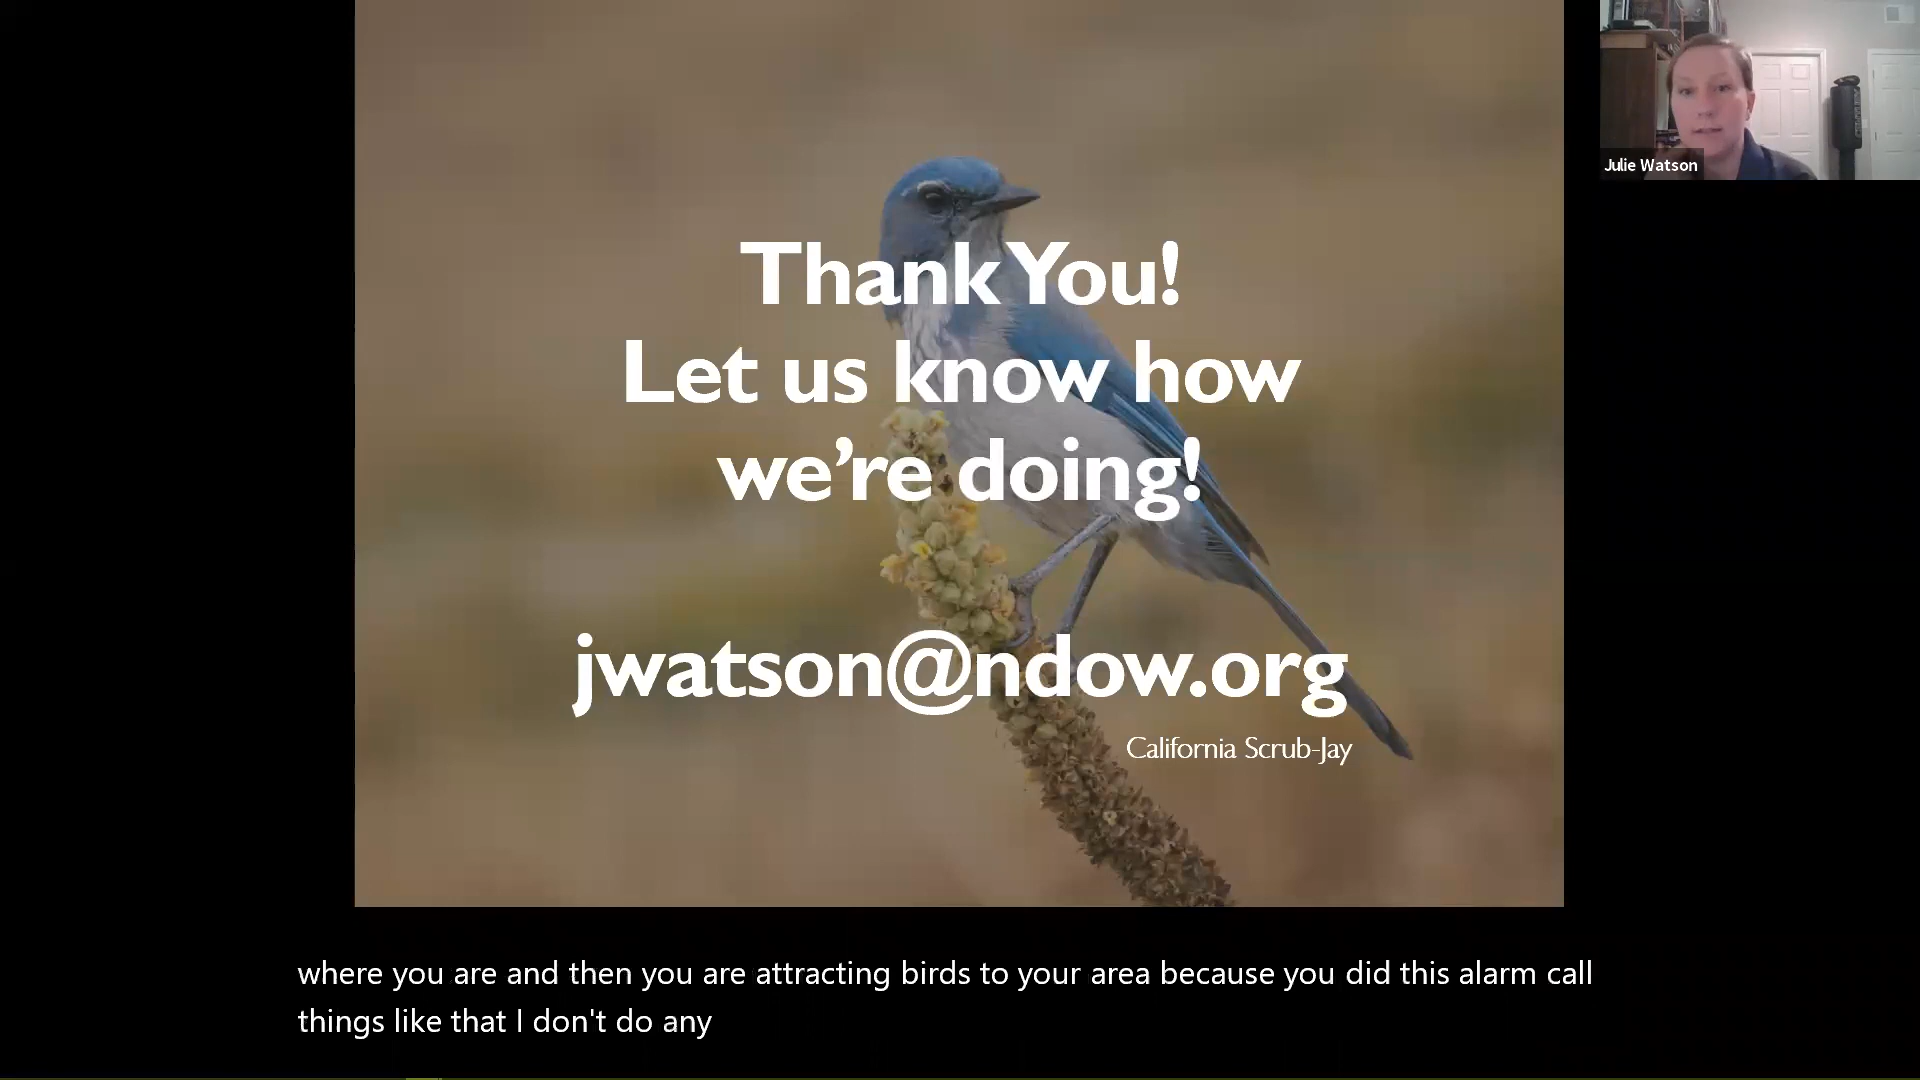 Thank You!
Let us know how
we're doing!
jwatson@ndow.org
California Scrub-Jay
Julie Watson
where you are and then you are attracting birds to your area because you did this alarm call
things like that I don't do any